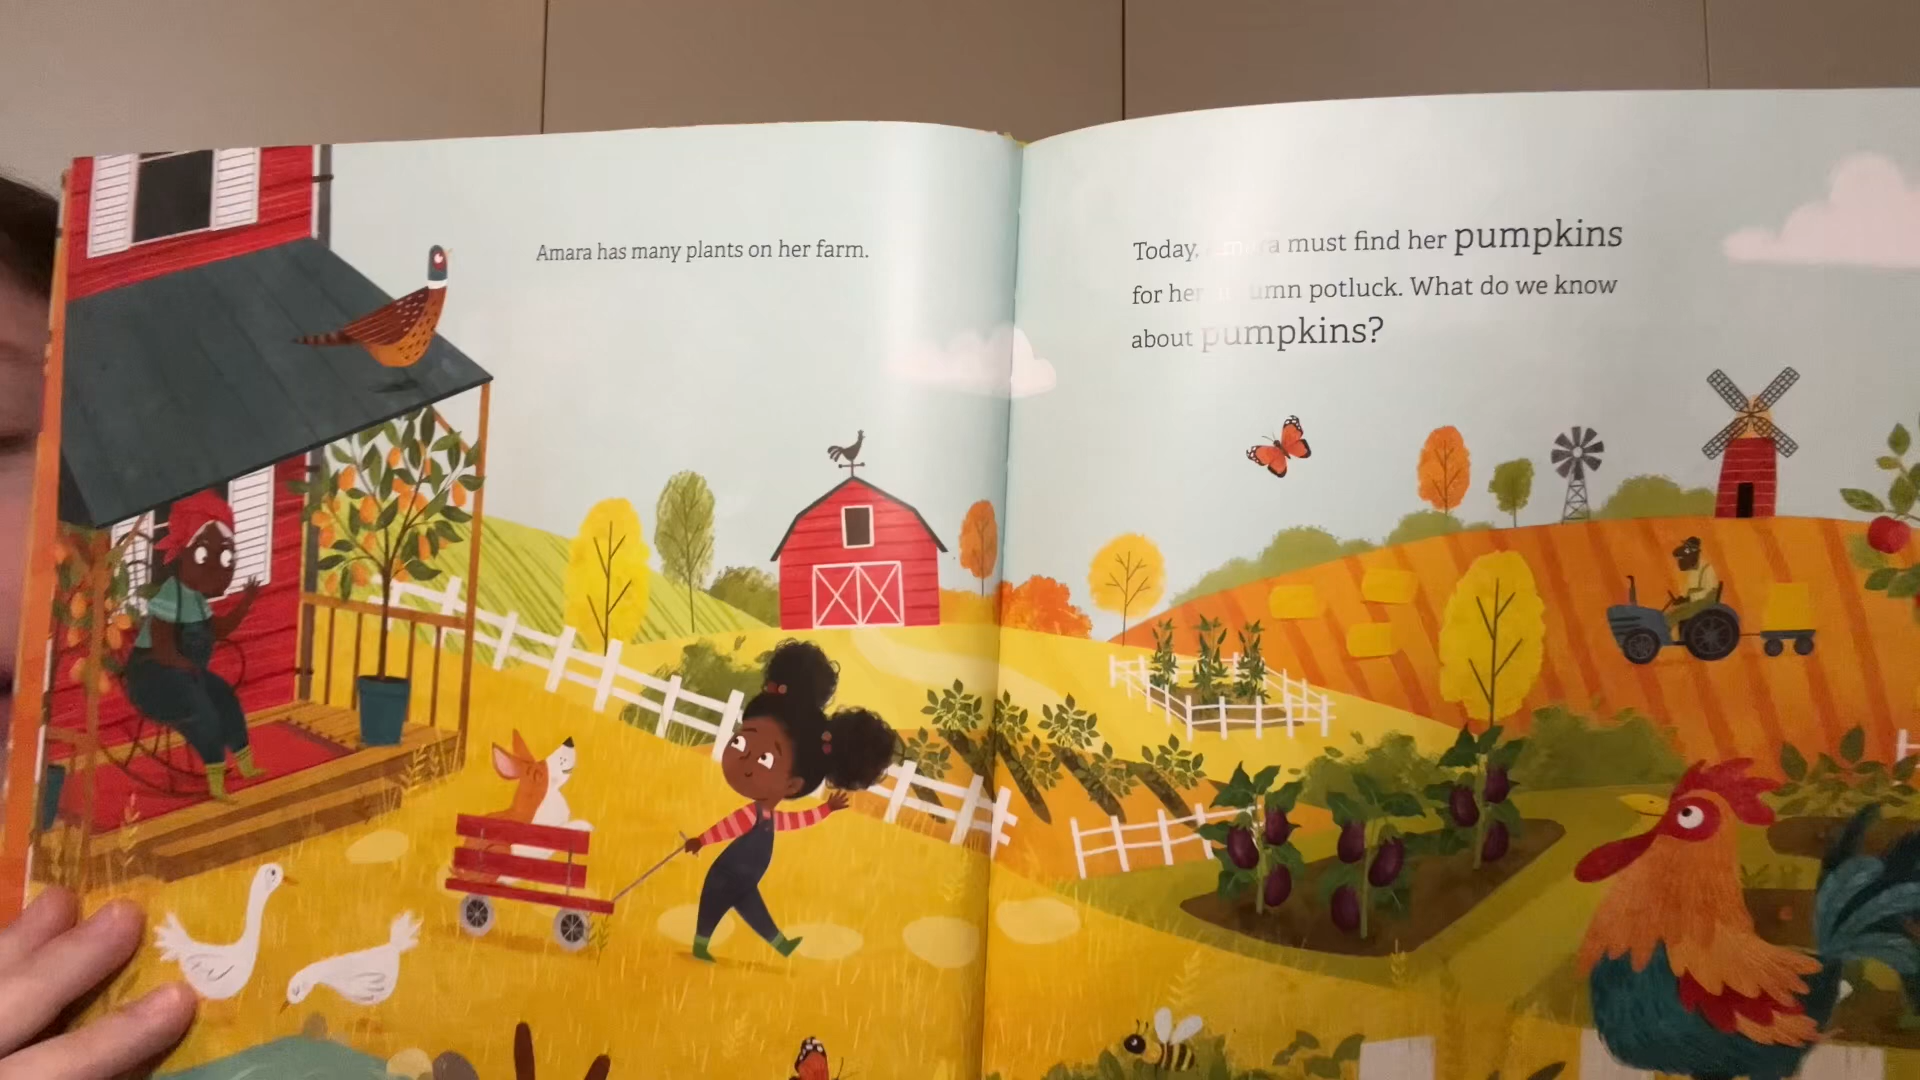 Amara has many plants on her farm.
Today, must find her pumpkins
for her potluck. What do we know
about pumpkins?